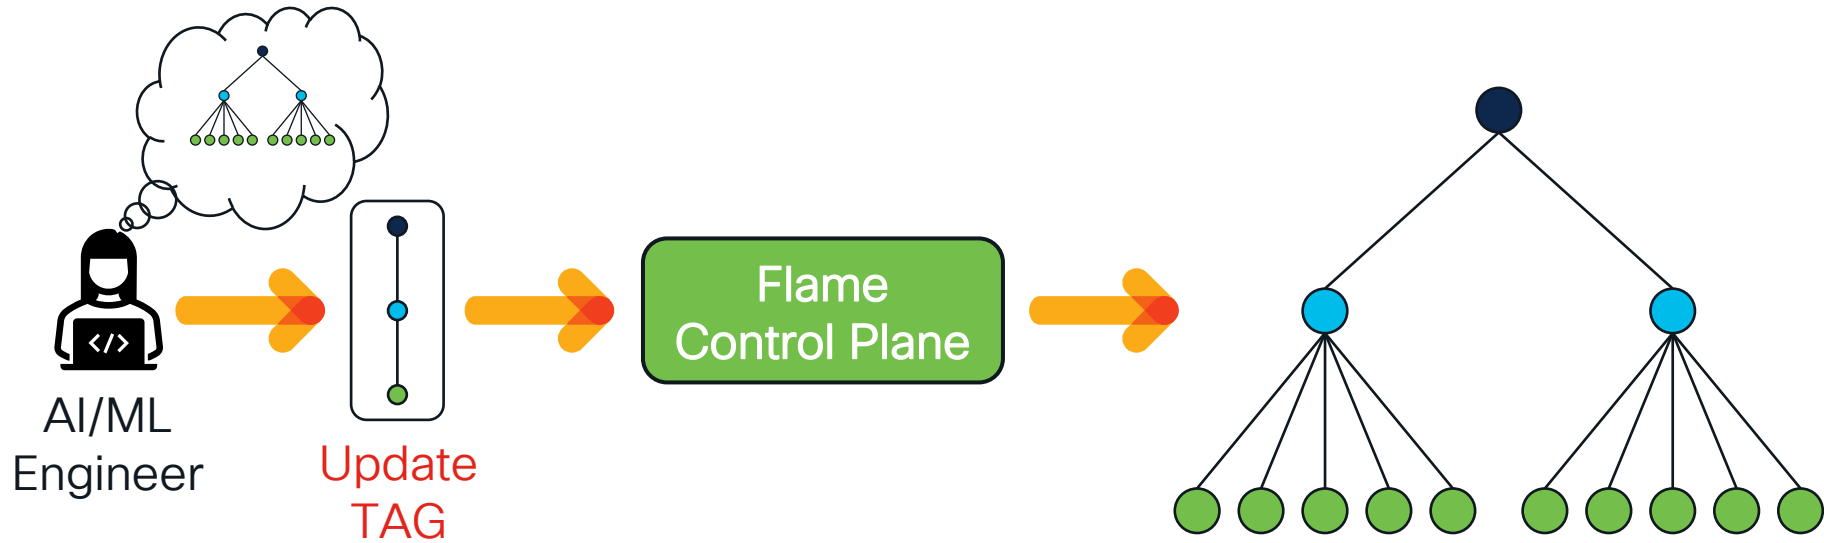 AI/ML
Engineer
</>
Update
TAG
Flame
Control Plane